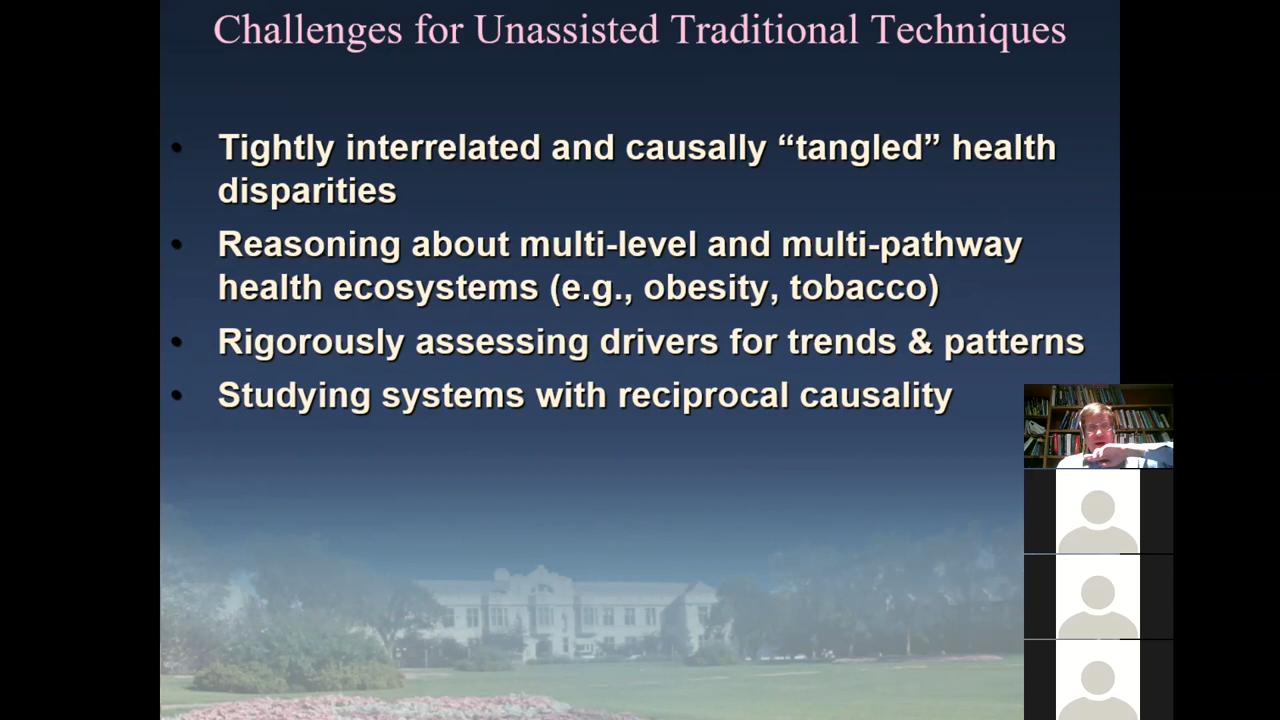 Challenges for Unassisted Traditional Techniques
• Tightly interrelated and causally “tangled” health
disparities
• Reasoning about multi-level and multi-pathway
health ecosystems (e.g., obesity, tobacco)
• Rigorously assessing drivers for trends & patterns
• Studying systems with reciprocal causality